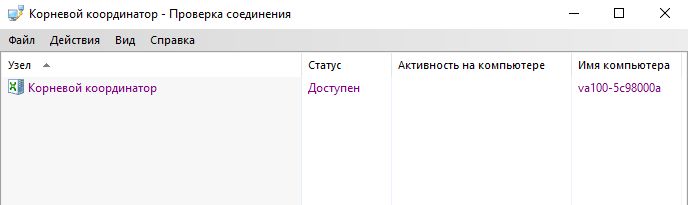 Корневой координатор - Проверка соединения
Файл Действия Вид Справка
Узел Статус Активность на компьютере Имя компьютера
Корневой координатор Доступен va100-5c98000a